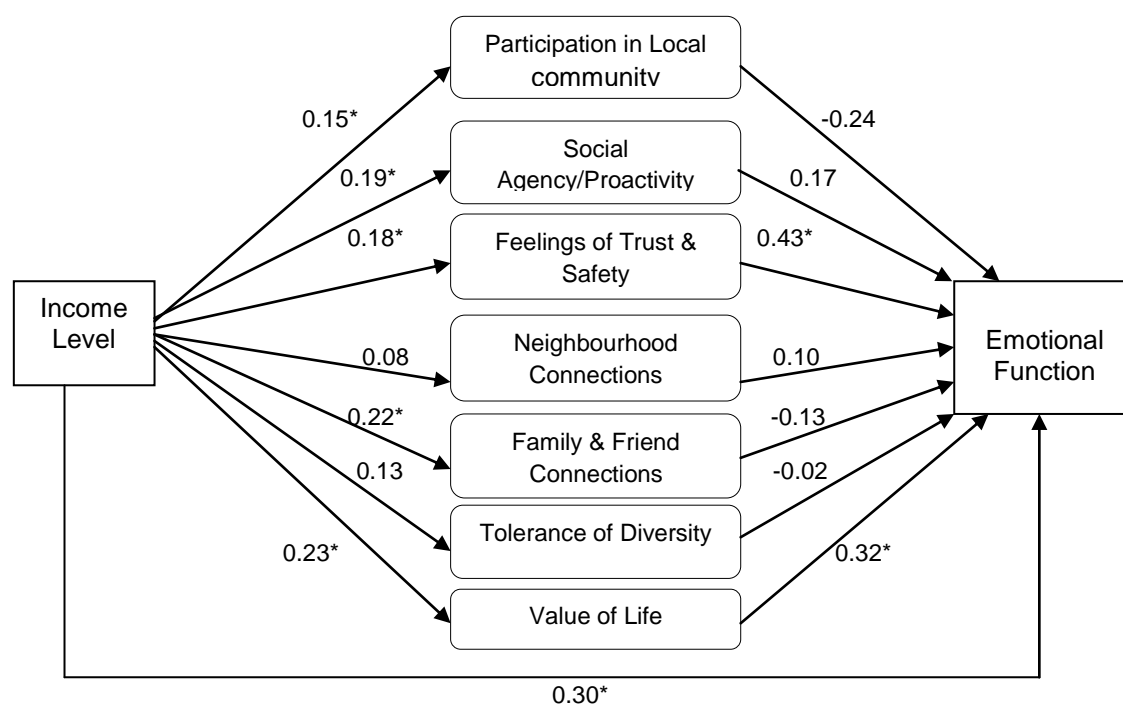 Participation in Local
community
0.15*
-0.24
Social
Agency/Proactivity
0.19*
0.17
Feelings of Trust &
Safety
0.18*
0.43*
Income
Level
Neighbourhood
Connections
0.08
0.10
Emotional
Function
Family & Friend
Connections
0.22*
-0.13
Tolerance of Diversity
0.13
-0.02
Value of Life
0.23*
0.32*
0.30*